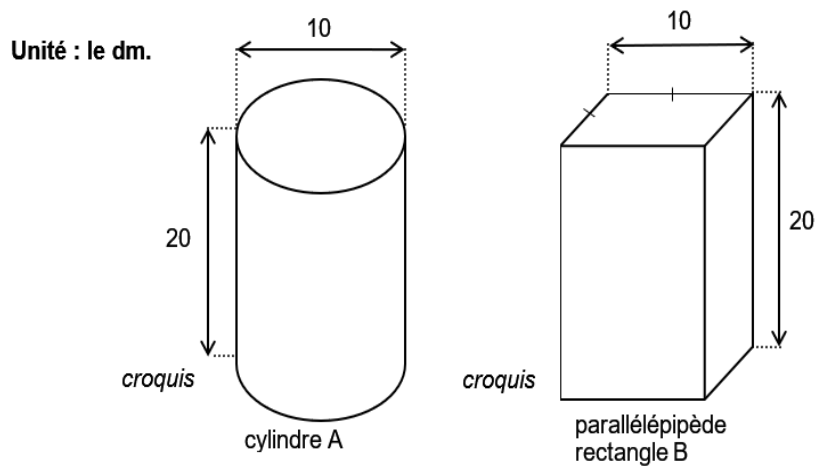 10
10
Unité : le dm.
20
20
croquis
croquis
cylindre A
parallélépipède
rectangle B